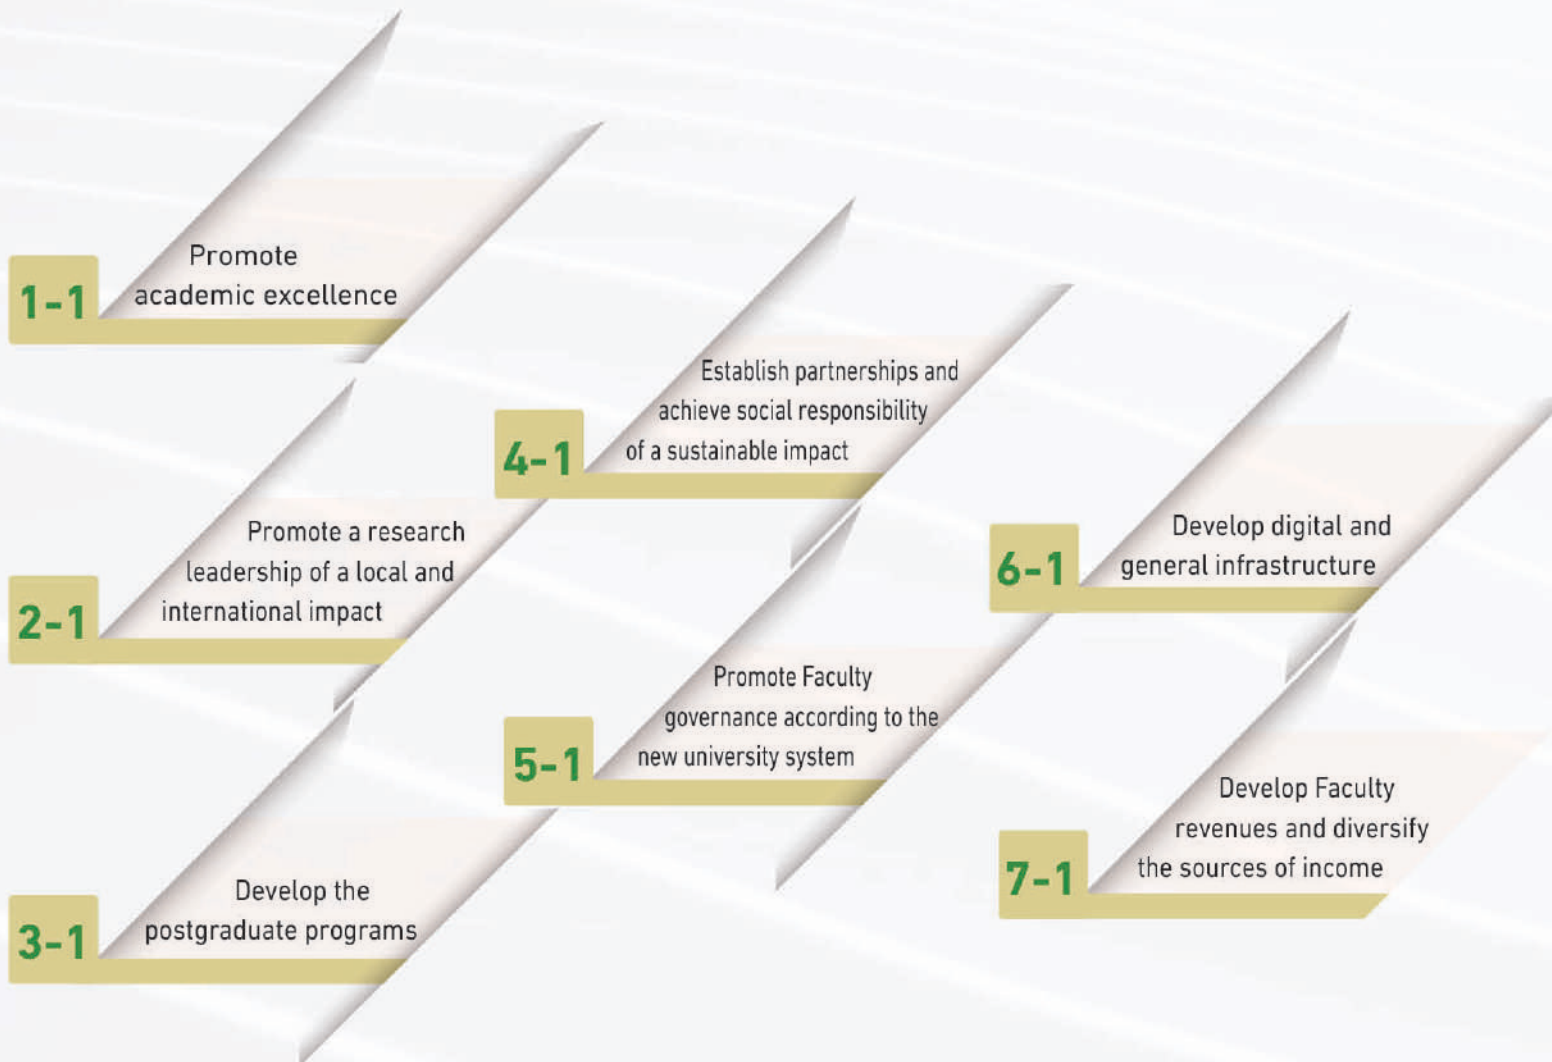 1-1
Promote
academic excellence
2-1
Promote a research
leadership of a local and
international impact
3-1
Develop the
postgraduate programs
4-1
Establish partnerships and
achieve social responsibility
of a sustainable impact
5-1
Promote Faculty
governance according to the
new university system
6-1
Develop digital and
general infrastructure
7-1
Develop Faculty
revenues and diversify
the sources of income